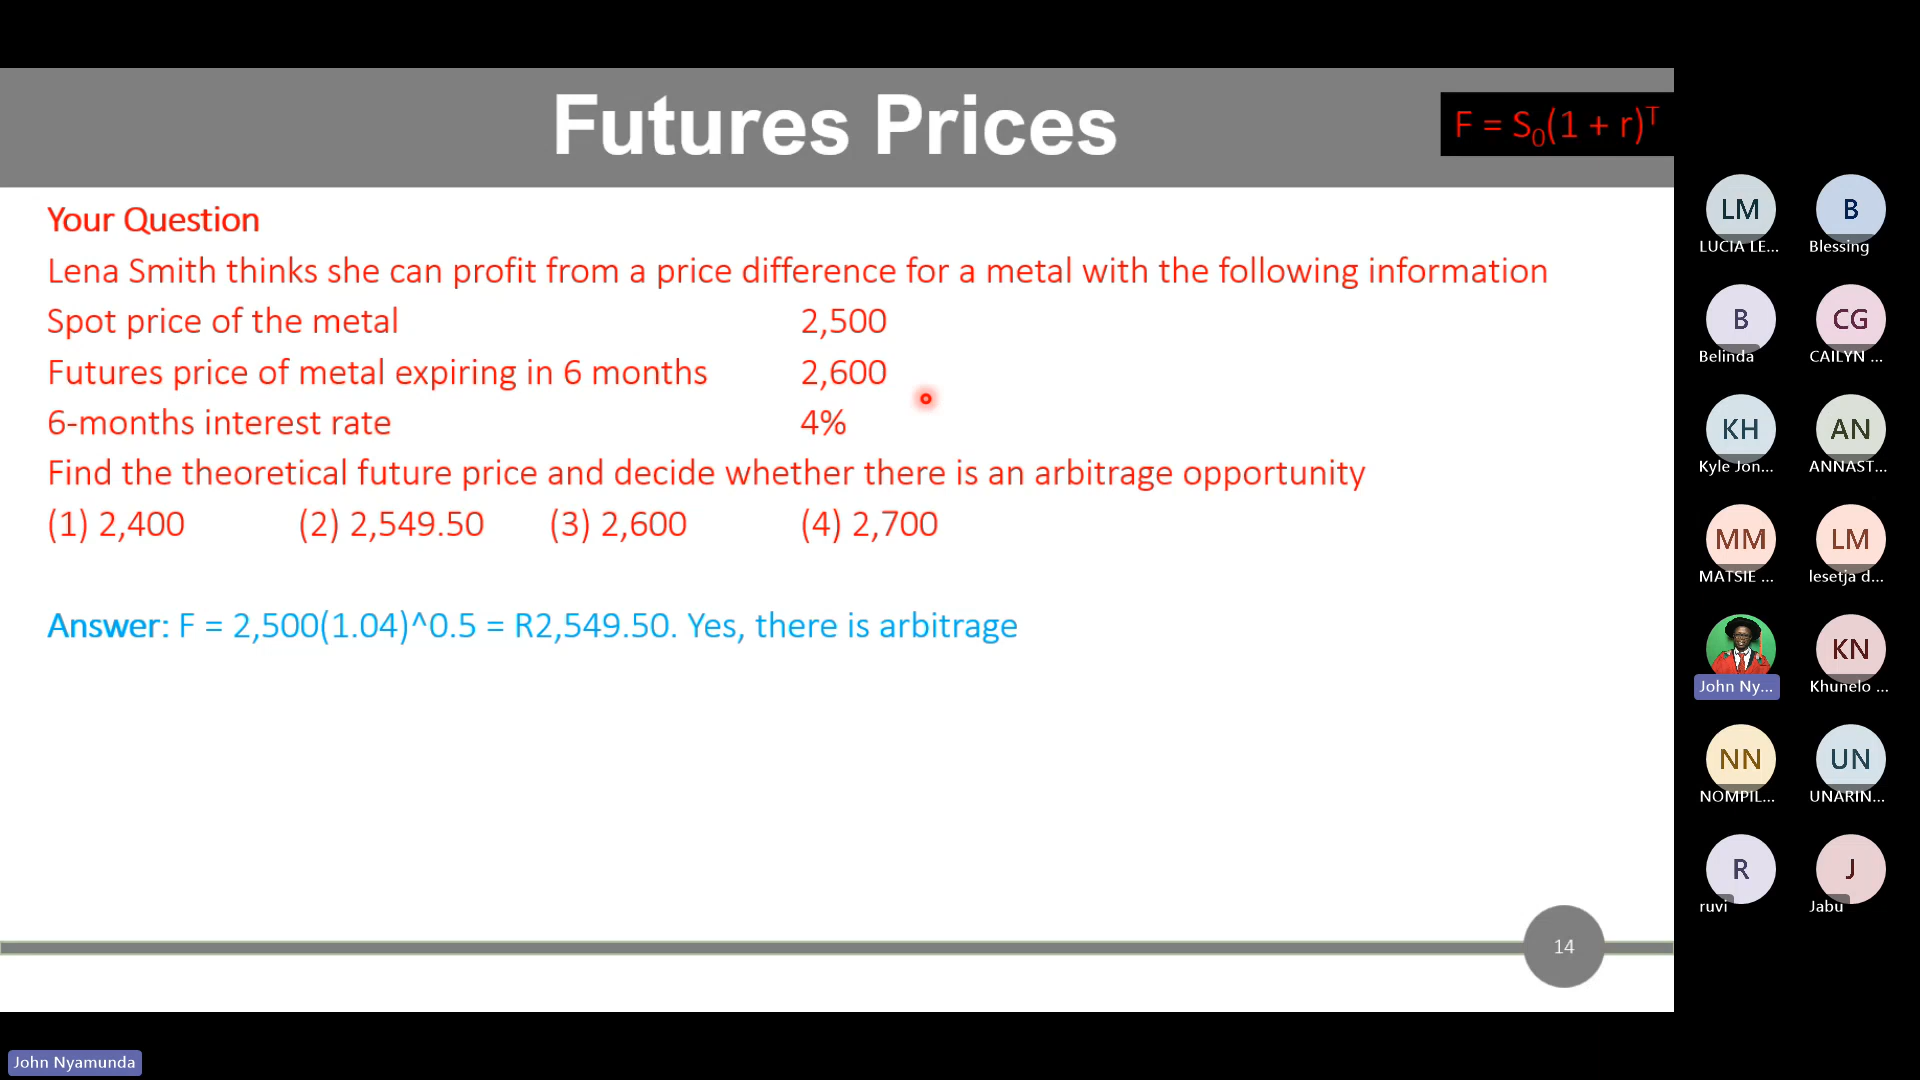 Futures Prices
F = S₀(1 + r)ᵀ
Your Question
Lena Smith thinks she can profit from a price difference for a metal with the following information
Spot price of the metal 2,500
Futures price of metal expiring in 6 months 2,600
6-months interest rate 4%
Find the theoretical future price and decide whether there is an arbitrage opportunity
(1) 2,400 (2) 2,549.50 (3) 2,600 (4) 2,700
Answer: F = 2,500(1.04)^0.5 = R2,549.50. Yes, there is arbitrage
14
LM B
LUCIA LE... Blessing
B CG
Belinda CAILYN ...
KH AN
Kyle Jon... ANNAST...
MM LM
MATSIE ... lesetja d...
KN
John Ny... Khunelo ...
NN UN
NOMPIL... UNARIN...
R J
ruvi Jabu
John Nyamunda